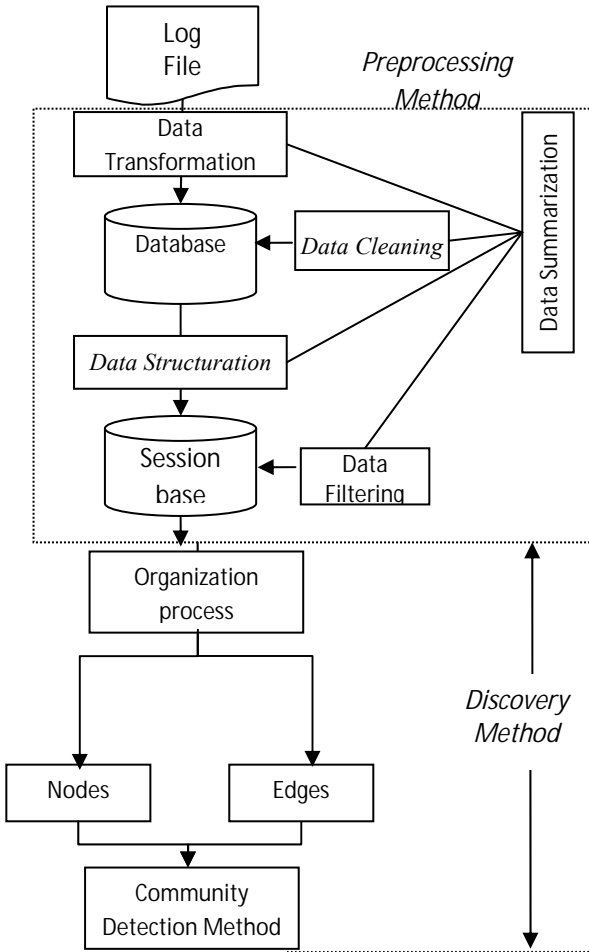 Log
File
Preprocessing
Method
Data
Transformation
Data Summarization
Database
Data Cleaning
Data Structuration
Session
base
Data
Filtering
Organization
process
Discovery
Method
Nodes
Edges
Community
Detection Method